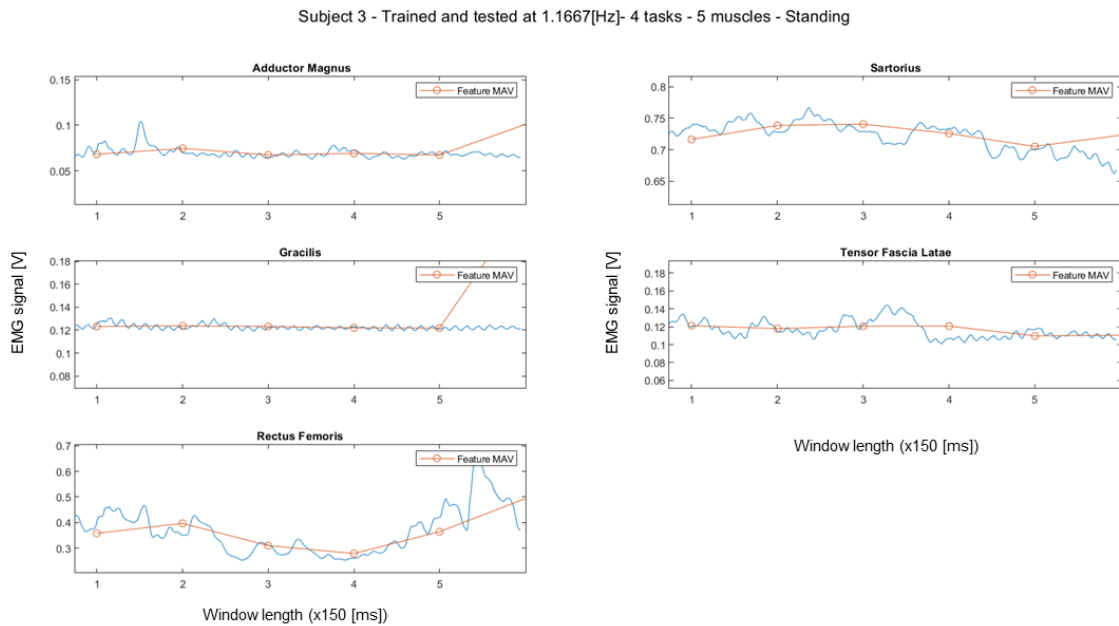 Subject 3 - Trained and tested at 1.1667[Hz]- 4 tasks - 5 muscles - Standing
Adductor Magnus
Feature MAV
0.15
0.1
0.05
1 2 3 4 5
Sartorius
Feature MAV
0.8
0.75
0.7
0.65
1 2 3 4 5
EMG signal [V]
Gracilis
Feature MAV
0.18
0.16
0.14
0.12
0.1
0.08
1 2 3 4 5
EMG signal [V]
Tensor Fascia Latae
Feature MAV
0.18
0.16
0.14
0.12
0.1
0.08
0.06
1 2 3 4 5
Window length (x150 [ms])
Rectus Femoris
Feature MAV
0.7
0.6
0.5
0.4
0.3
1 2 3 4 5
Window length (x150 [ms])